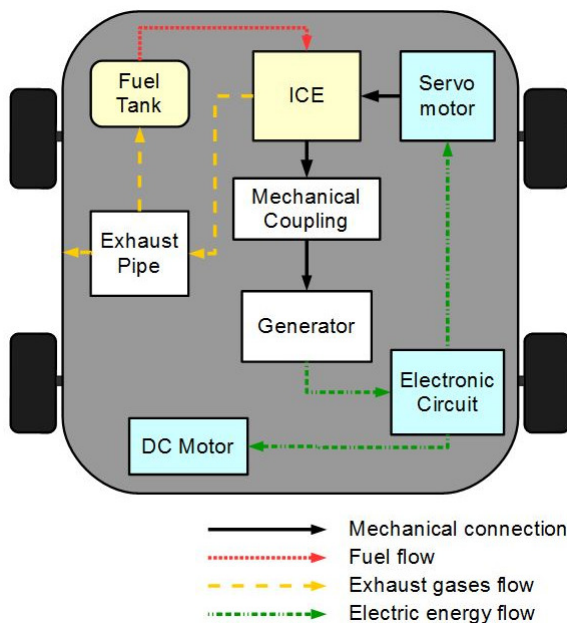 Fuel
Tank
ICE
Servo
motor
Mechanical
Coupling
Exhaust
Pipe
Generator
Electronic
Circuit
DC Motor
Mechanical connection
Fuel flow
Exhaust gases flow
Electric energy flow